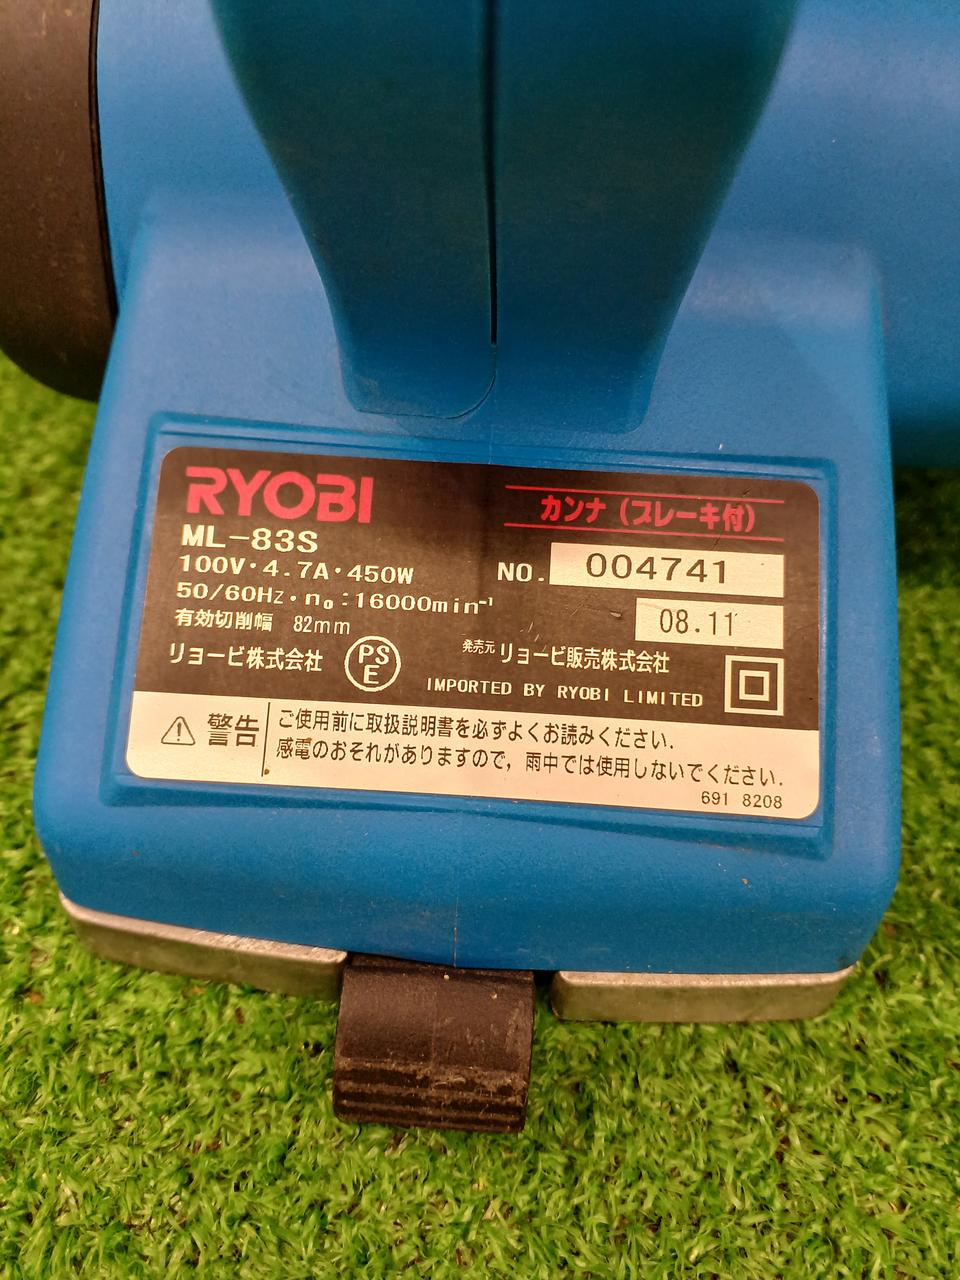 RYOBI
カンナ(ブレーキ付)
ML-83S
100V・4.7A・450W
NO. 004741
50/60Hz・n₀:16000min⁻¹
08.11
有効切削幅 82mm
リョービ株式会社
PS
E
発売元 リョービ販売株式会社
IMPORTED BY RYOBI LIMITED
警告
ご使用前に取扱説明書を必ずよくお読みください.
感電のおそれがありますので, 雨中では使用しないでください.
691 8208